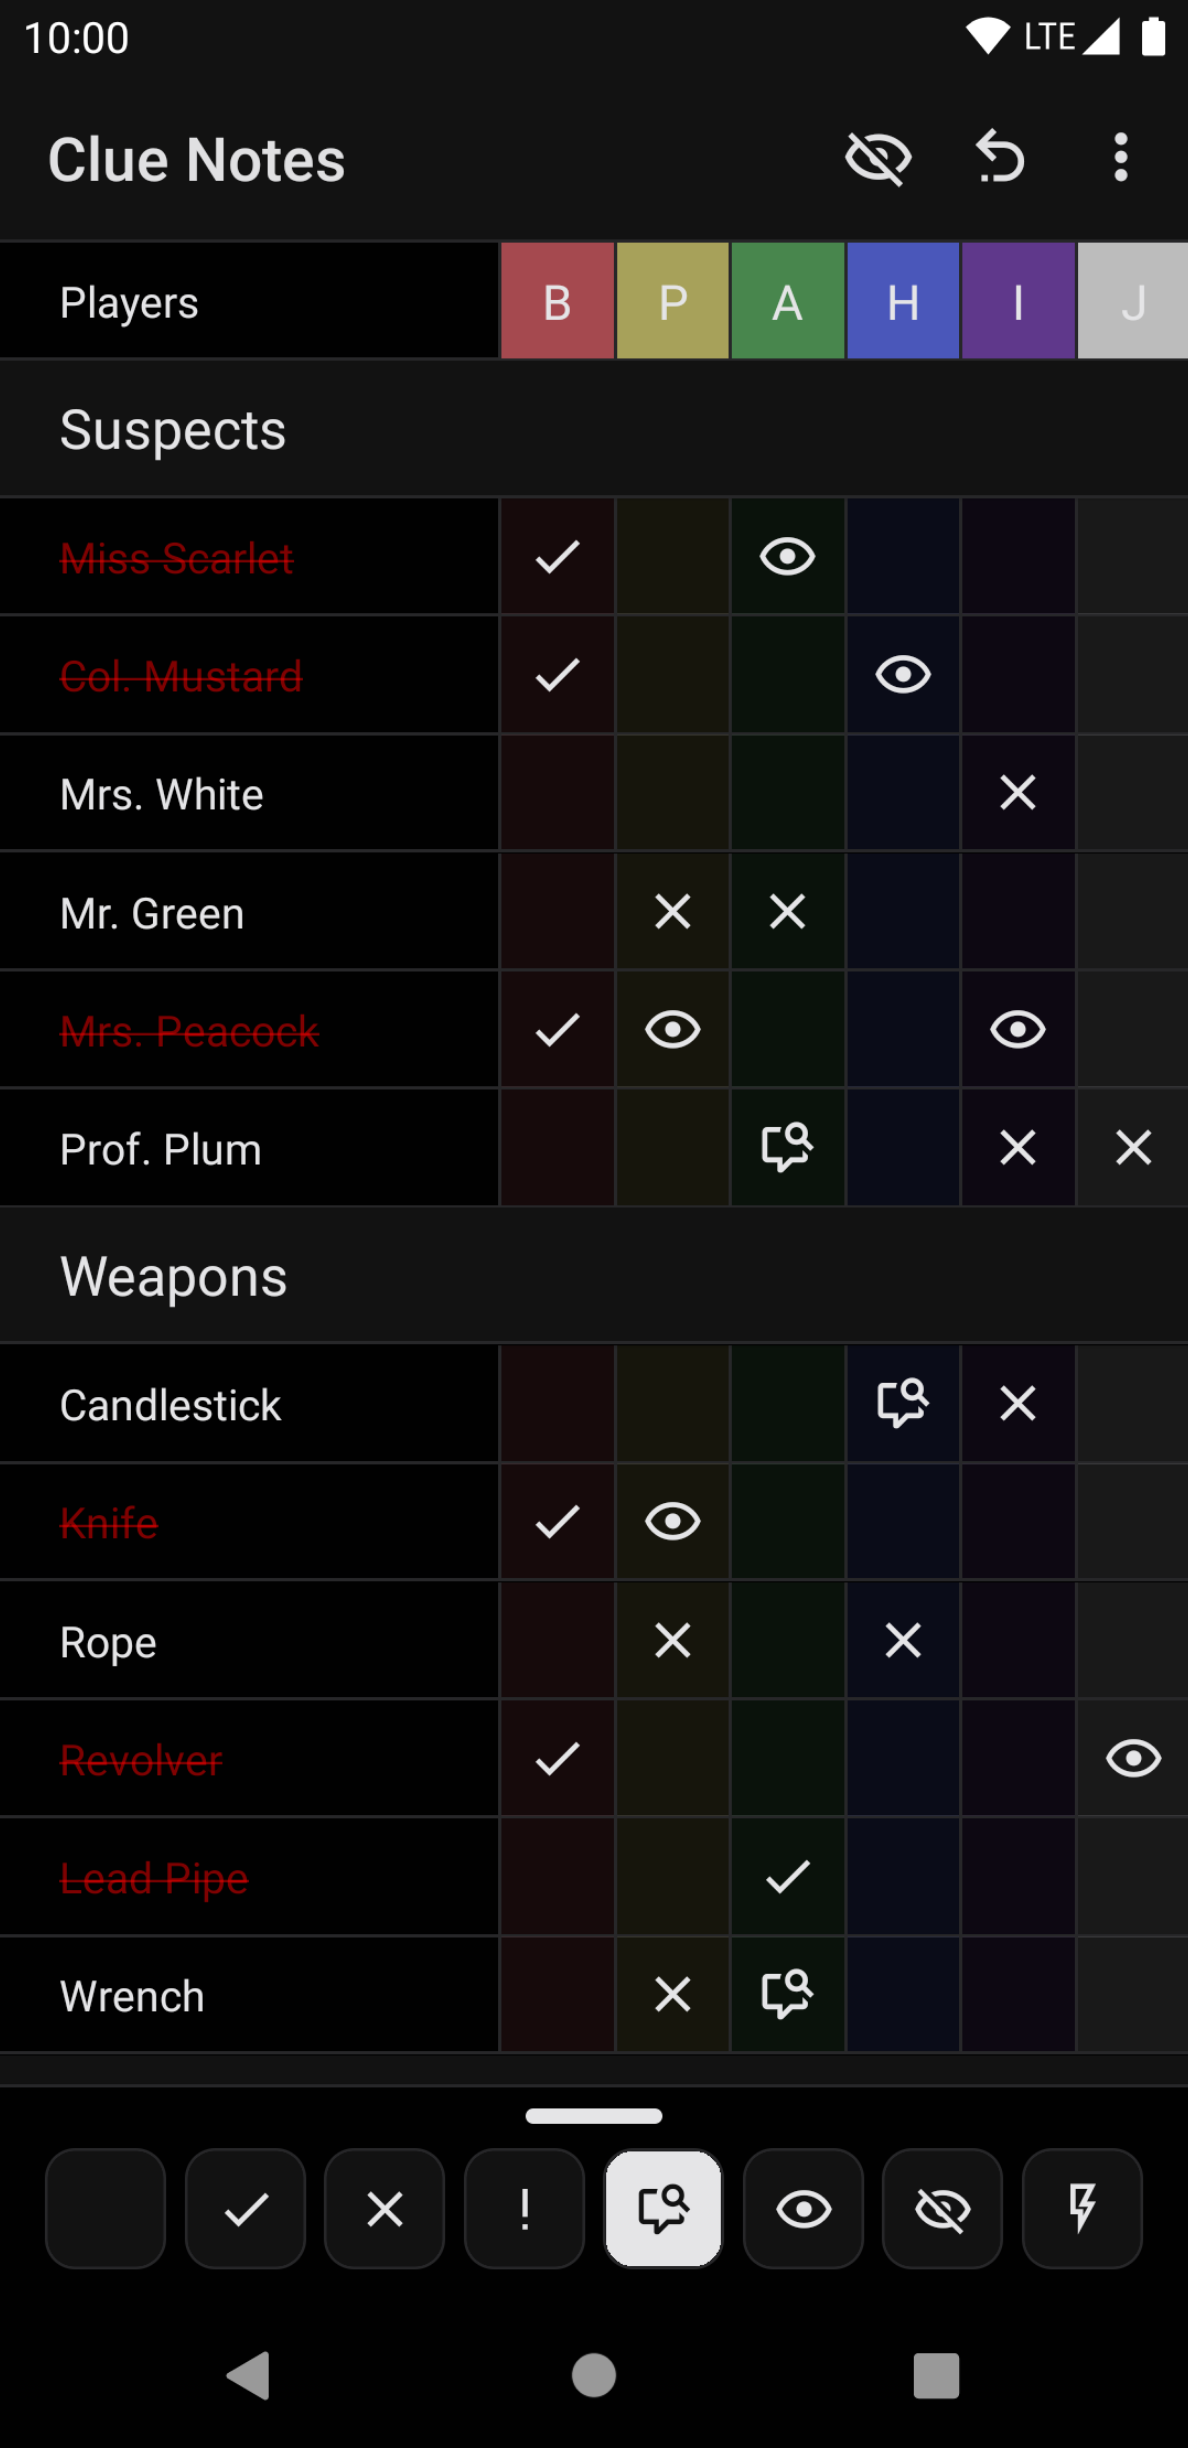 10:00 LTE
Clue Notes
Players B P A H I J
Suspects
Miss Scarlet
Col. Mustard
Mrs. White
Mr. Green
Mrs. Peacock
Prof. Plum
Weapons
Candlestick
Knife
Rope
Revolver
Lead Pipe
Wrench
!